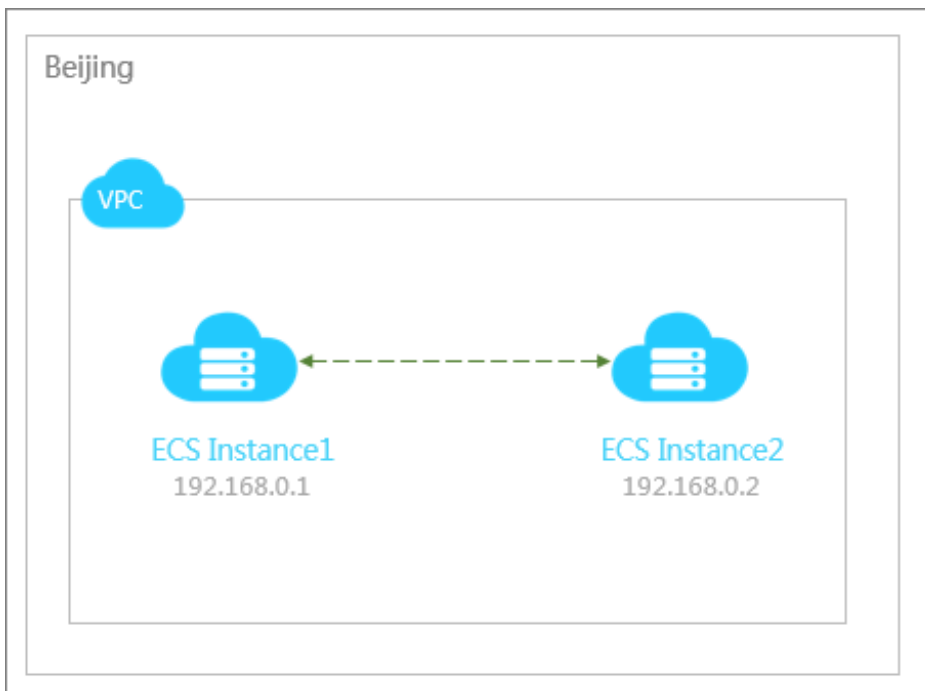 Beijing
VPC
ECS Instance1
192.168.0.1
ECS Instance2
192.168.0.2